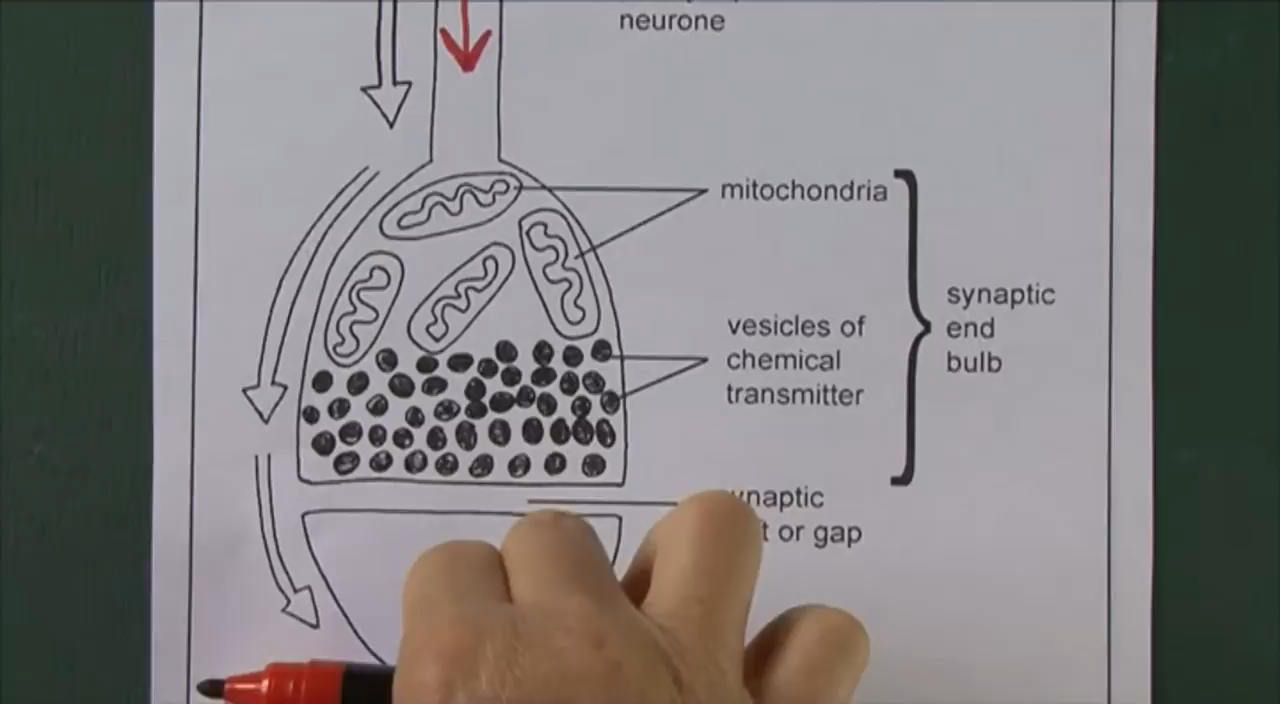 neurone
mitochondria
synaptic
end
bulb
vesicles of
chemical
transmitter
or gap